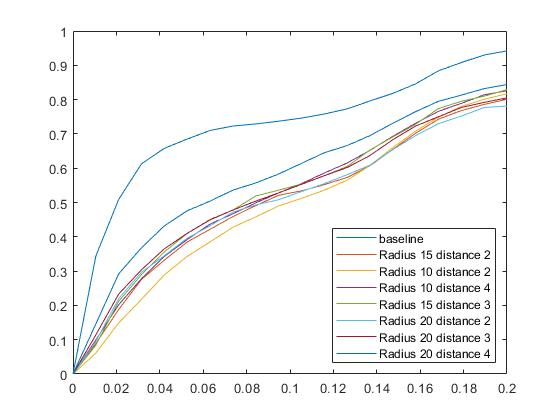 1
0.9
0.8
0.7
0.6
0.5
0.4
0.3
0.2
0.1
0
baseline
Radius 15 distance 2
Radius 10 distance 2
Radius 10 distance 4
Radius 15 distance 3
Radius 20 distance 2
Radius 20 distance 3
Radius 20 distance 4
0 0.02 0.04 0.06 0.08 0.1 0.12 0.14 0.16 0.18 0.2